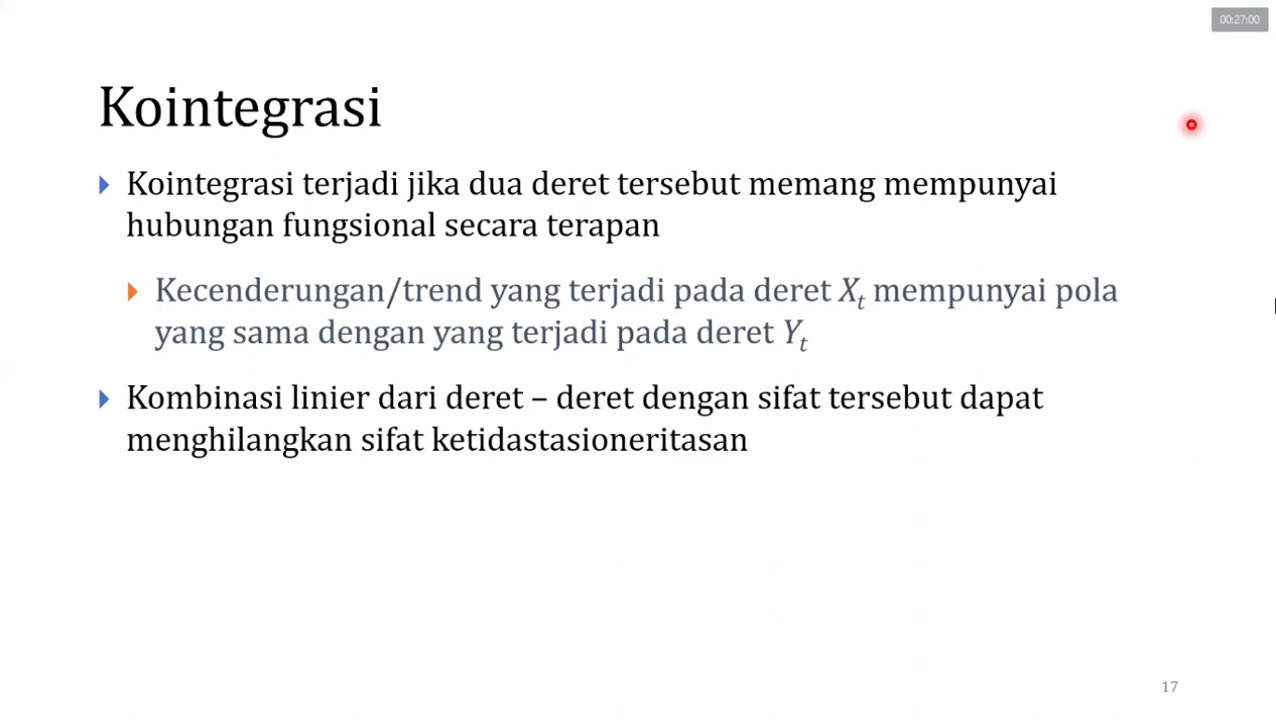 00:27:00
Kointegrasi
Kointegrasi terjadi jika dua deret tersebut memang mempunyai
hubungan fungsional secara terapan
Kecenderungan/trend yang terjadi pada deret Xₜ mempunyai pola
yang sama dengan yang terjadi pada deret Yₜ
Kombinasi linier dari deret – deret dengan sifat tersebut dapat
menghilangkan sifat ketidastasioneritasan
17